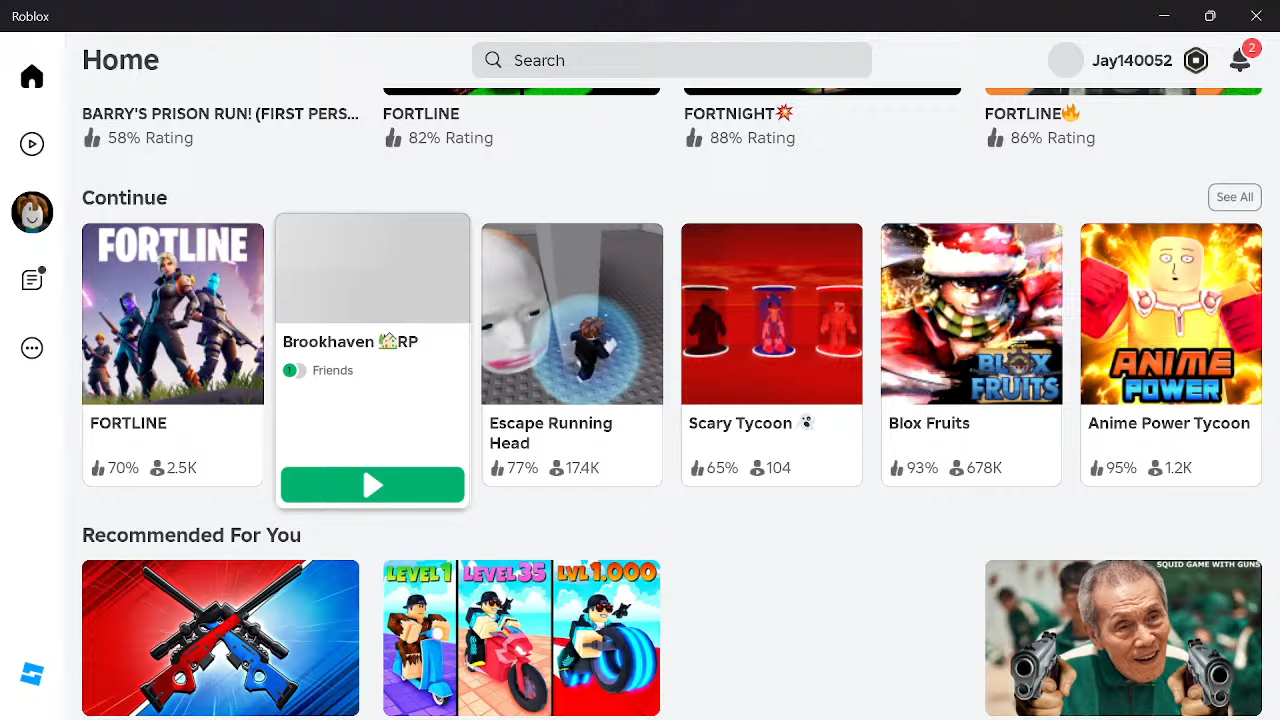 Roblox
Home
Search
Jay140052
2
BARRY'S PRISON RUN! (FIRST PERS...
FORTLINE
FORTNIGHT💥
FORTLINE🔥
58% Rating
82% Rating
88% Rating
86% Rating
Continue
See All
FORTLINE
FORTLINE
70% 2.5K
Brookhaven 🏡RP
1 Friends
Escape Running
Head
77% 17.4K
Scary Tycoon 👻
65% 104
BLOX
FRUITS
Blox Fruits
93% 678K
ANIME
POWER
Anime Power Tycoon
95% 1.2K
Recommended For You
LEVEL 1
LEVEL 35
LVL 1,000
SQUID GAME WITH GUNS